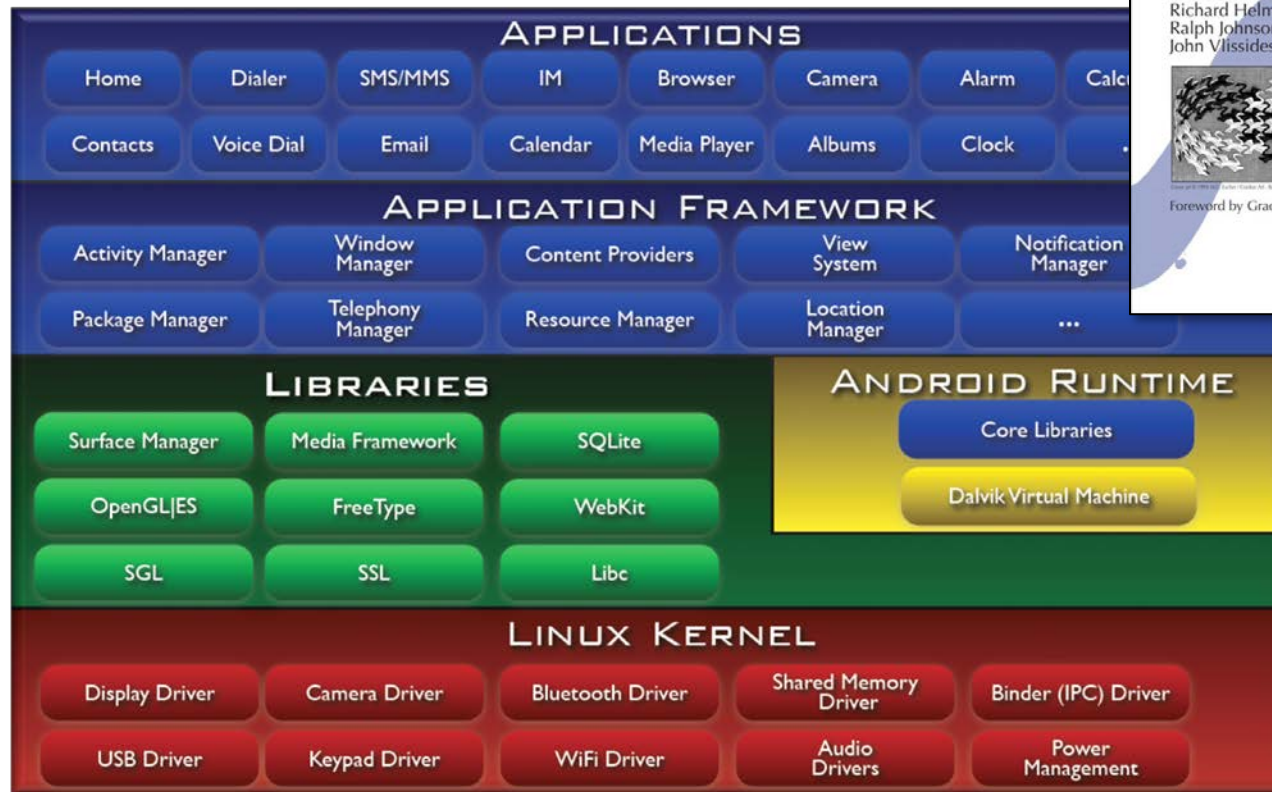 Richard Helm
Ralph Johnson
John Vlissides
APPLICATIONS
Home Dialer SMS/MMS IM Browser Camera Alarm
Contacts Voice Dial Email Calendar Media Player Albums Clock
Foreword by
APPLICATION FRAMEWORK
Activity Manager Window Manager Content Providers View System Notification Manager
Package Manager Telephony Manager Resource Manager Location Manager ...
LIBRARIES
ANDROID RUNTIME
Surface Manager Media Framework SQLite Core Libraries
OpenGL|ES FreeType WebKit Dalvik Virtual Machine
SGL SSL Libc
LINUX KERNEL
Display Driver Camera Driver Bluetooth Driver Shared Memory Driver Binder (IPC) Driver
USB Driver Keypad Driver WiFi Driver Audio Drivers Power Management